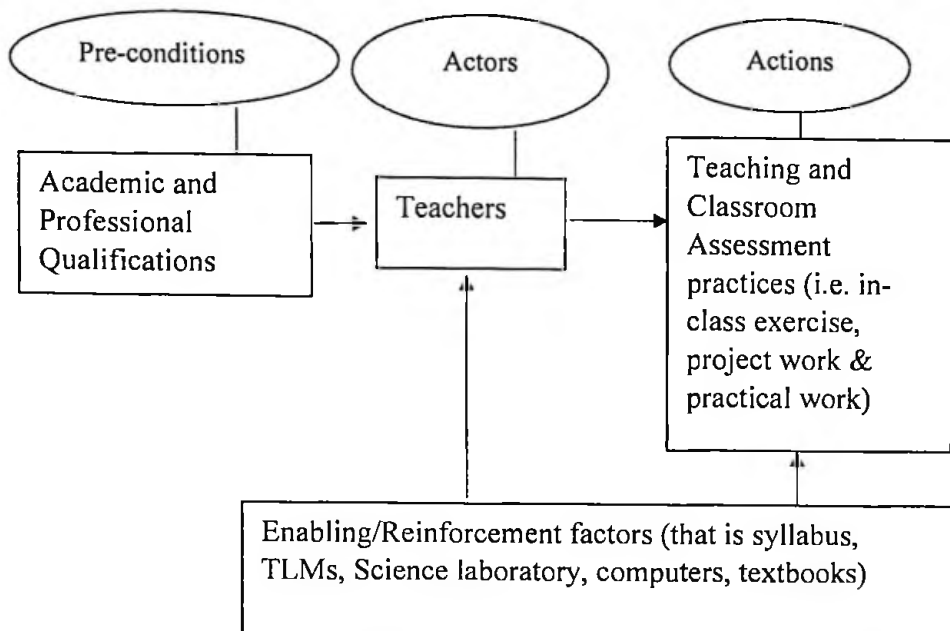 Pre-conditions
Actors
Actions
Academic and
Professional
Qualifications
Teachers
Teaching and
Classroom
Assessment
practices (i.e. in-
class exercise,
project work &
practical work)
Enabling/Reinforcement factors (that is syllabus,
TLMs, Science laboratory, computers, textbooks)